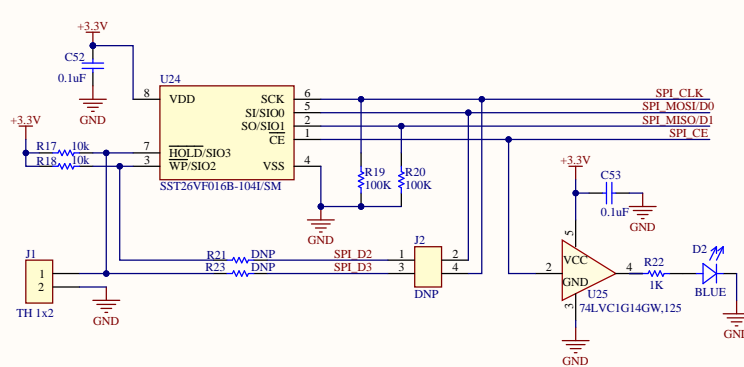 +3.3V
C52
0.1uF
GND
U24
8 VDD SCK 6 SPI_CLK
SI/SIO0 5 SPI_MOSI/D0
SO/SIO1 2 SPI_MISO/D1
CE 1 SPI_CE
+3.3V
R17 10k 7 HOLD/SIO3
R18 10k 3 WP/SIO2 VSS 4
SST26VF016B-104I/SM
R19
100K
R20
100K
GND
+3.3V
C53
0.1uF
GND
J1
1
2
TH 1x2
GND
R21 DNP SPI_D2 1 2
R23 DNP SPI_D3 3 4
J2
DNP
5
VCC
2 4
GND
3
U25
74LVC1G14GW,125
GND
R22
1K
D2
BLUE
GND